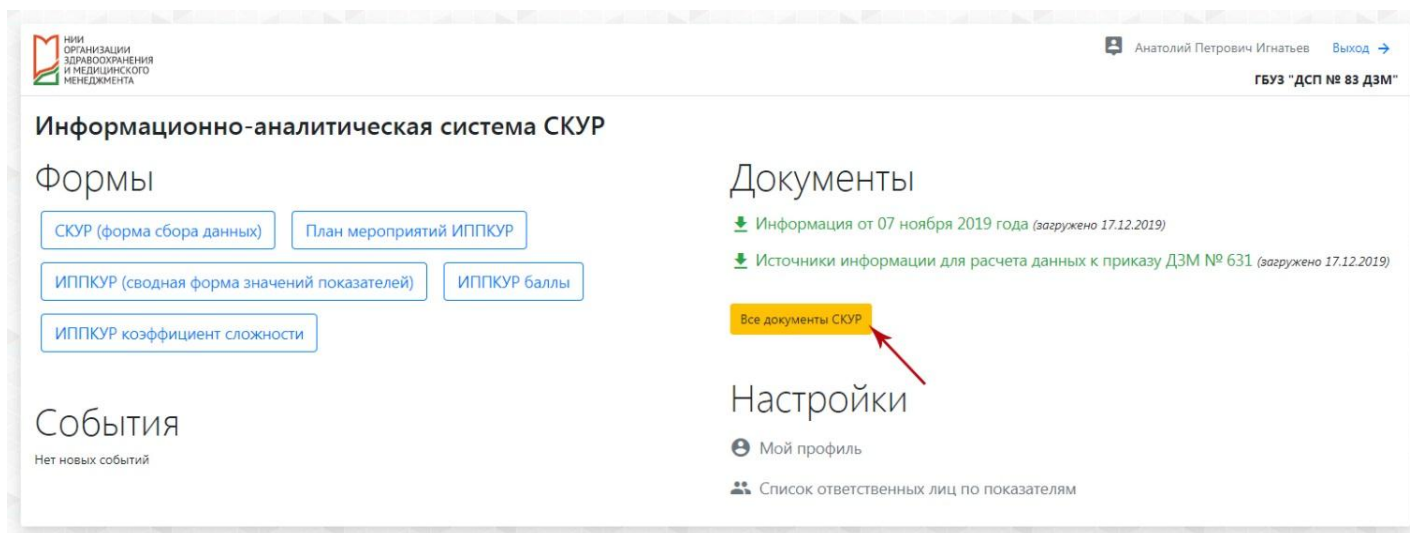 НИИ
ОРГАНИЗАЦИИ
ЗДРАВООХРАНЕНИЯ
И МЕДИЦИНСКОГО
МЕНЕДЖМЕНТА
Анатолий Петрович Игнатьев Выход →
ГБУЗ "ДСП № 83 ДЗМ"
Информационно-аналитическая система СКУР
Формы
СКУР (форма сбора данных) План мероприятий ИППКУР
ИППКУР (сводная форма значений показателей) ИППКУР баллы
ИППКУР коэффициент сложности
События
Нет новых событий
Документы
Информация от 07 ноября 2019 года (загружено 17.12.2019)
Источники информации для расчета данных к приказу ДЗМ № 631 (загружено 17.12.2019)
Все документы СКУР
Настройки
Мой профиль
Список ответственных лиц по показателям